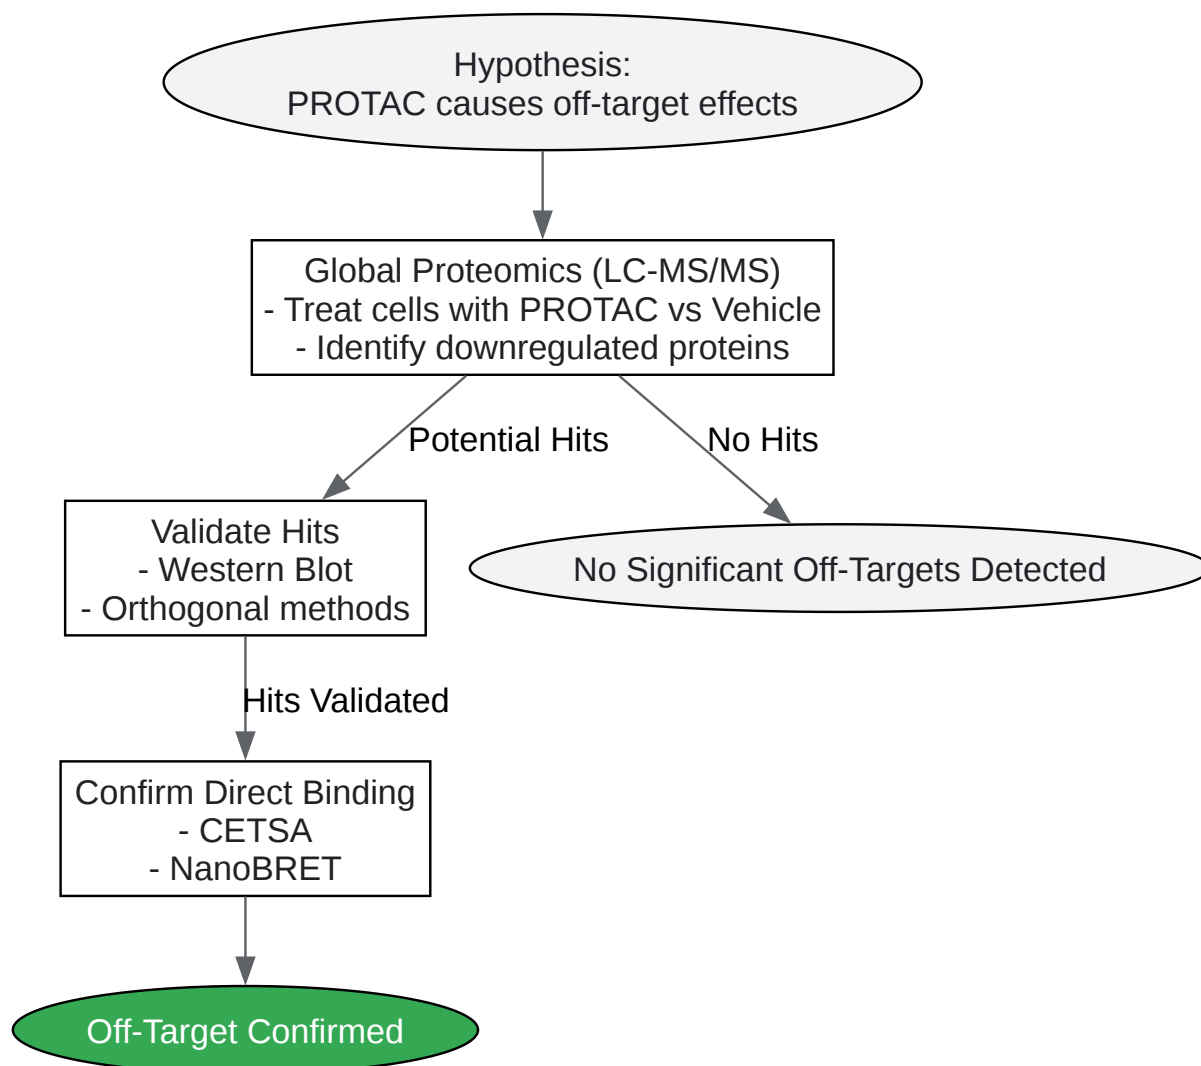 Hypothesis:
PROTAC causes off-target effects
Global Proteomics (LC-MS/MS)
- Treat cells with PROTAC vs Vehicle
- Identify downregulated proteins
Potential Hits
No Hits
Validate Hits
- Western Blot
- Orthogonal methods
No Significant Off-Targets Detected
Hits Validated
Confirm Direct Binding
- CETSA
- NanoBRET
Off-Target Confirmed